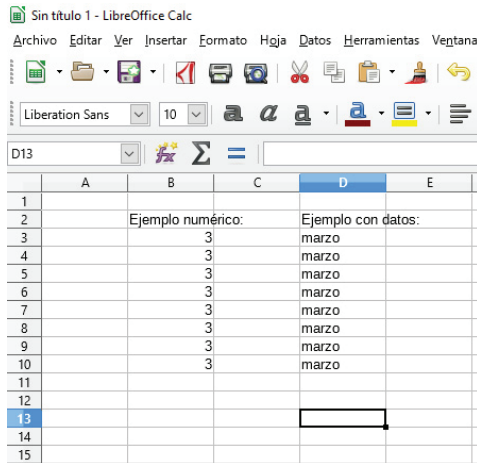 Sin título 1 - LibreOffice Calc
Archivo Editar Ver Insertar Formato Hoja Datos Herramientas Ventana
Liberation Sans 10 a a a a
D13 fx Σ =
A B C D E
1
2 Ejemplo numérico: Ejemplo con datos:
3 3 marzo
4 3 marzo
5 3 marzo
6 3 marzo
7 3 marzo
8 3 marzo
9 3 marzo
10 3 marzo
11
12
13
14
15